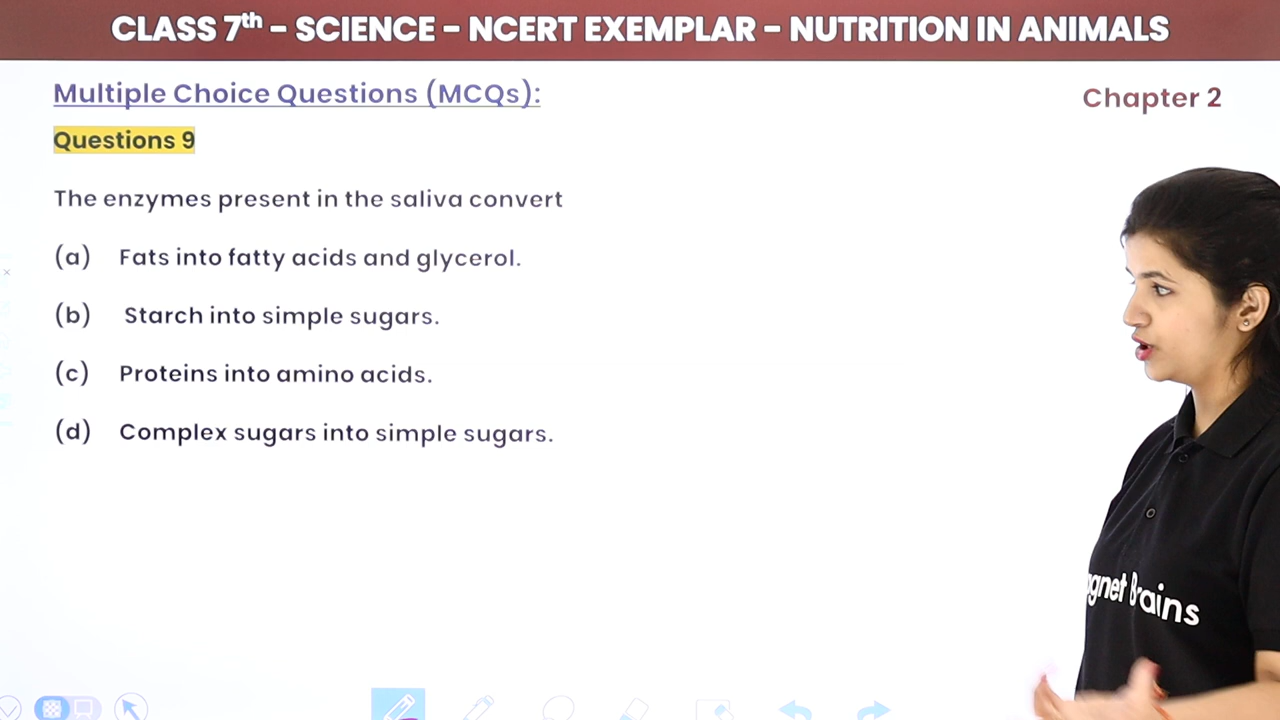 CLASS 7th – SCIENCE – NCERT EXEMPLAR – NUTRITION IN ANIMALS
Multiple Choice Questions (MCQs):
Chapter 2
Questions 9
The enzymes present in the saliva convert
(a) Fats into fatty acids and glycerol.
(b) Starch into simple sugars.
(c) Proteins into amino acids.
(d) Complex sugars into simple sugars.
gnet Brains